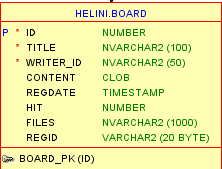 HELINI.BOARD
P * ID NUMBER
* TITLE NVARCHAR2 (100)
* WRITER_ID NVARCHAR2 (50)
CONTENT CLOB
REGDATE TIMESTAMP
HIT NUMBER
FILES NVARCHAR2 (1000)
REGID VARCHAR2 (20 BYTE)
BOARD_PK (ID)